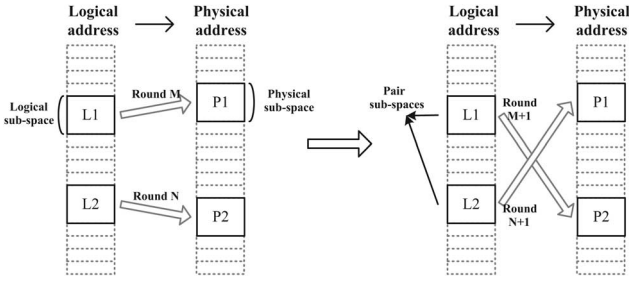 Logical address
Physical address
Logical sub-space
L1
Round M
P1
Physical sub-space
L2
Round N
P2
Logical address
Physical address
Pair sub-spaces
L1
Round M+1
P1
L2
Round N+1
P2